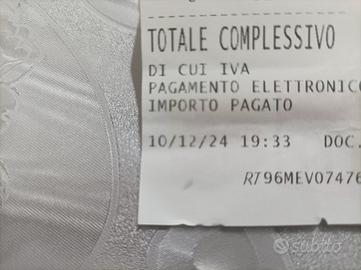 TOTALE COMPLESSIVO
DI CUI IVA
PAGAMENTO ELETTRONICO
IMPORTO PAGATO
10/12/24 19:33 DOC.
RT96MEV07476
subito